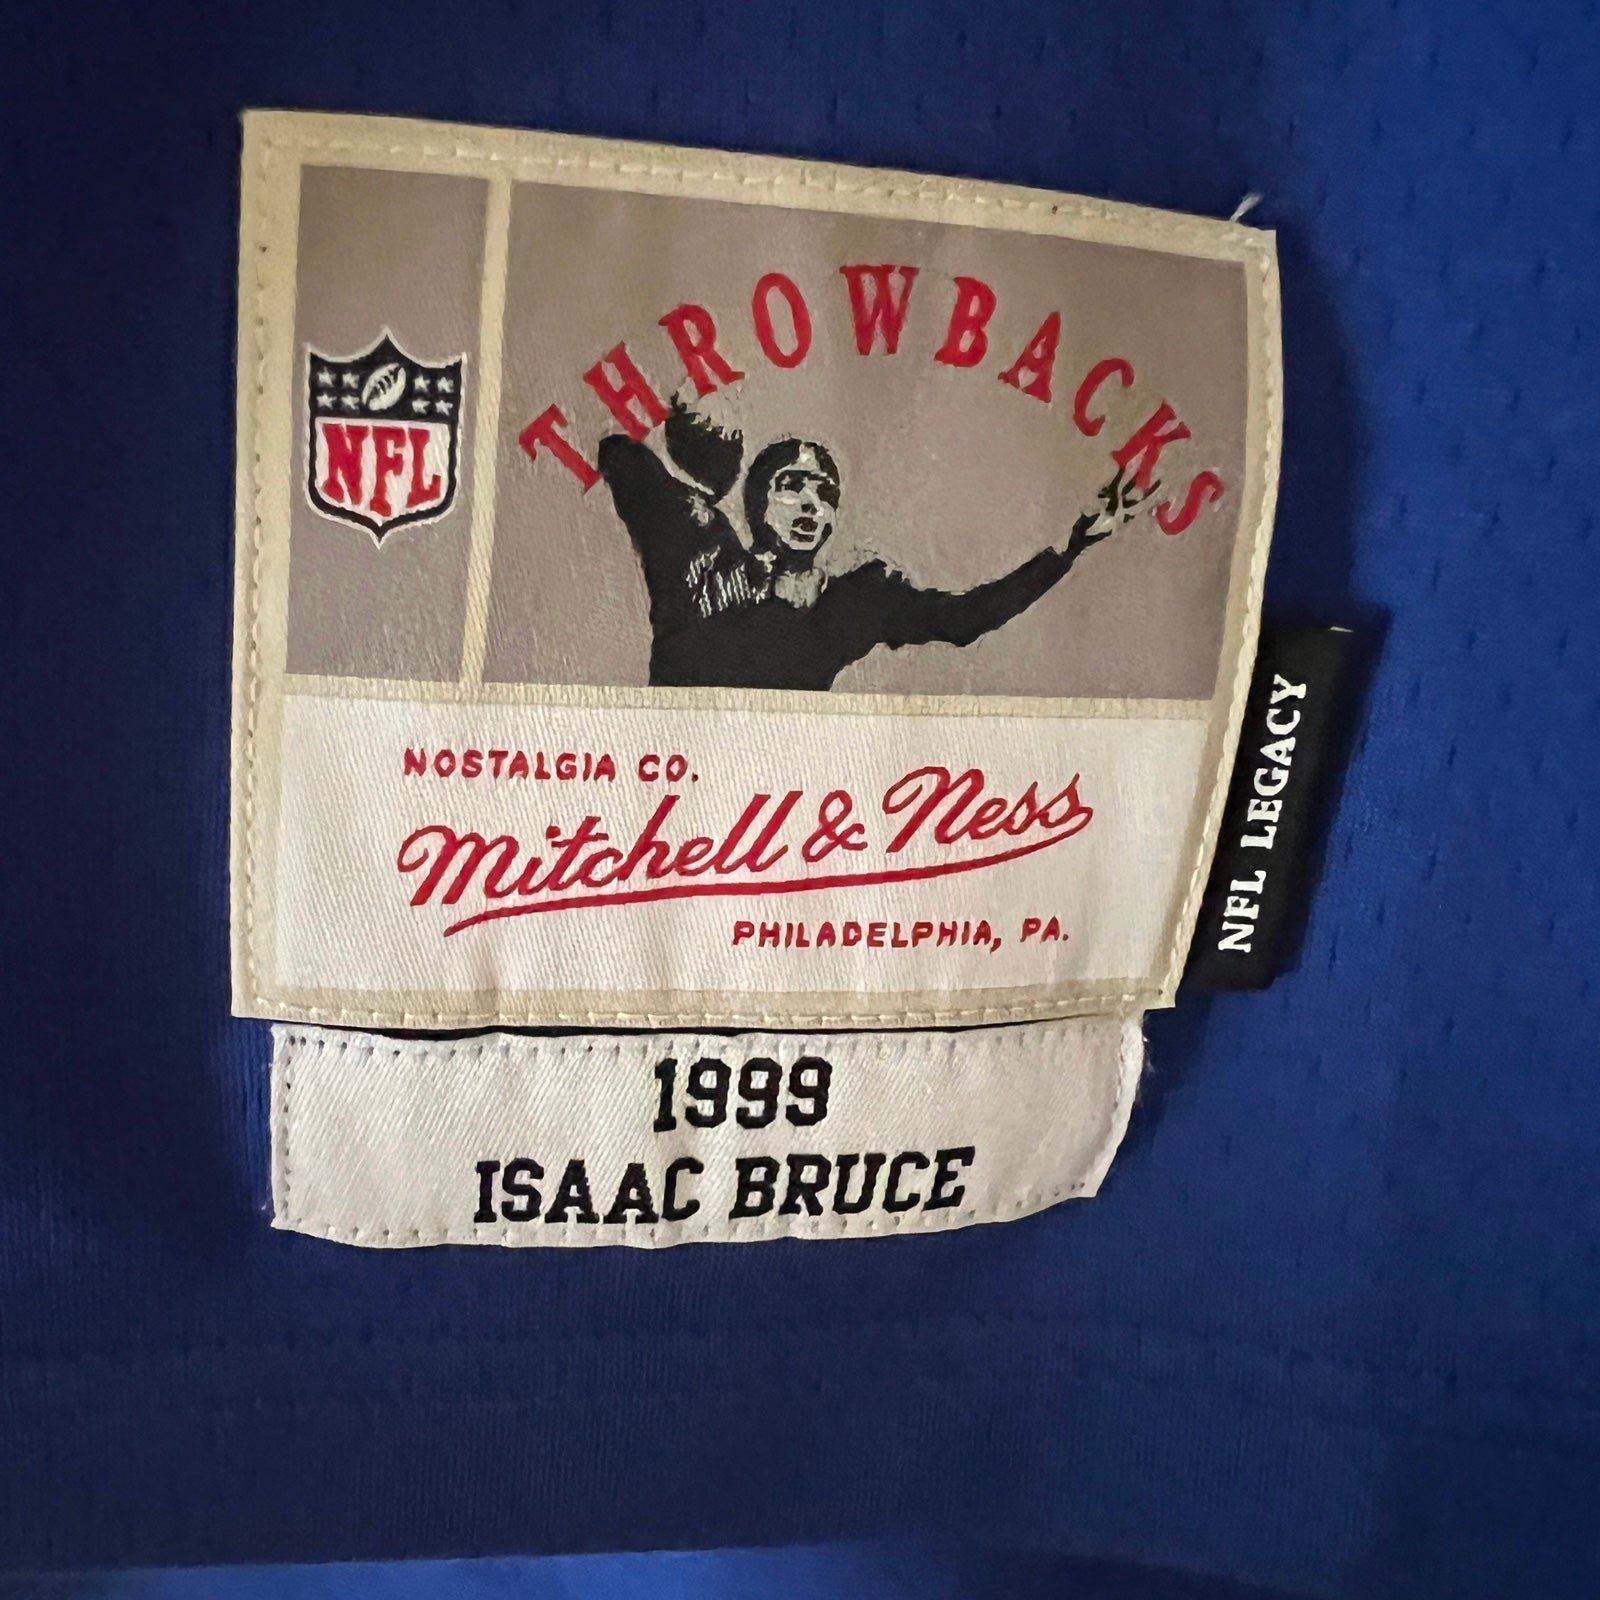 THROWBACKS
NFL
NOSTALGIA CO.
Mitchell & Ness
PHILADELPHIA, PA.
NFL LEGACY
1999
ISAAC BRUCE